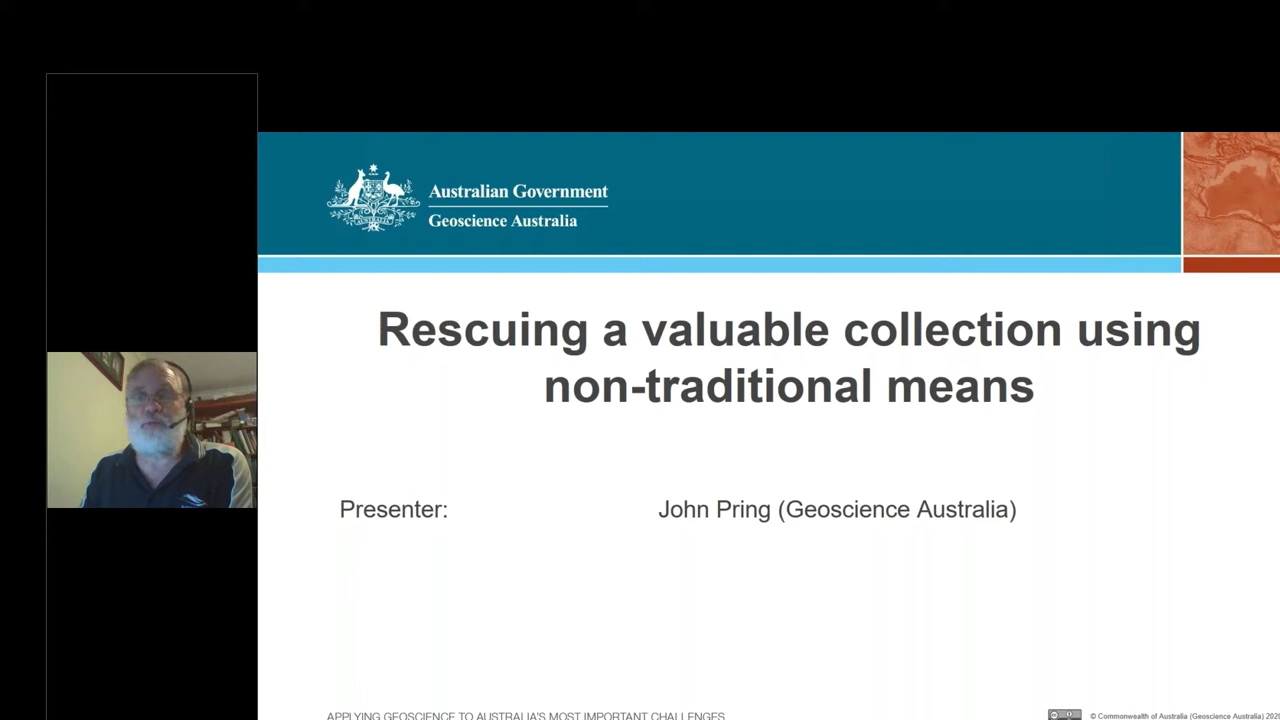 Australian Government
Geoscience Australia
Rescuing a valuable collection using
non-traditional means
Presenter: John Pring (Geoscience Australia)
APPLYING GEOSCIENCE TO AUSTRALIA'S MOST IMPORTANT CHALLENGES
© Commonwealth of Australia (Geoscience Australia)